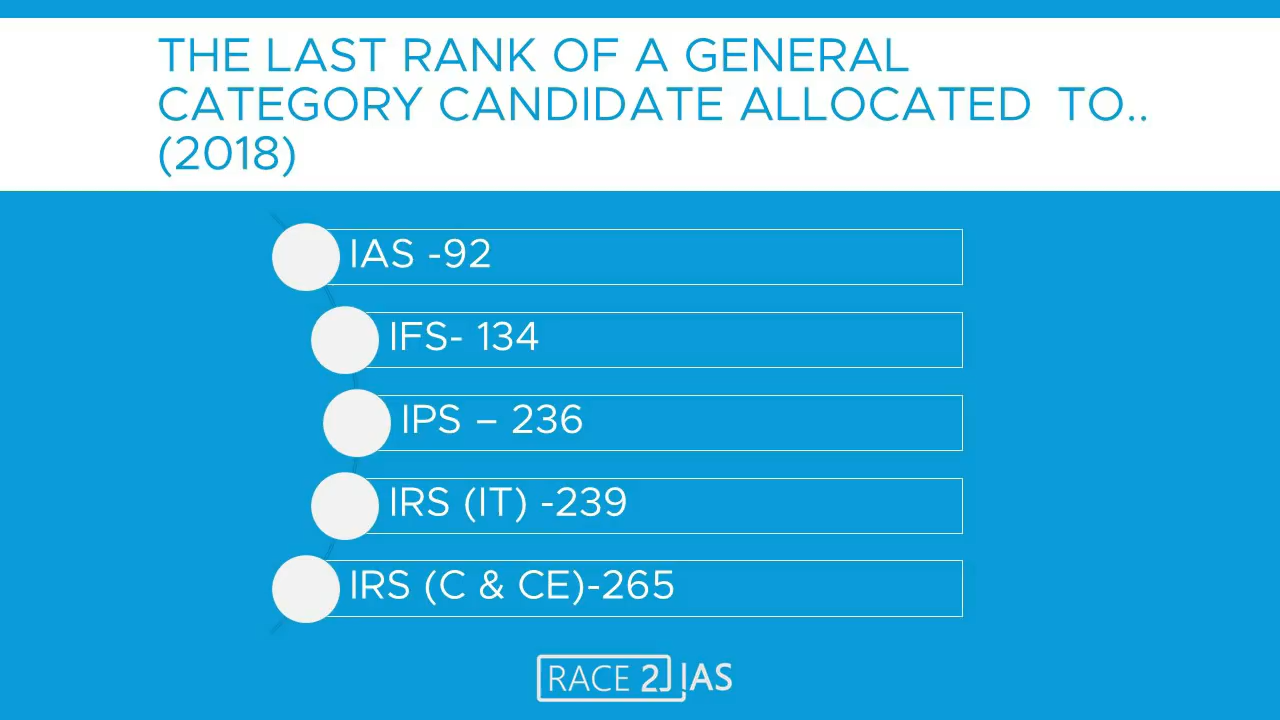 THE LAST RANK OF A GENERAL
CATEGORY CANDIDATE ALLOCATED  TO..
(2018)
IAS -92
IFS- 134
IPS – 236
IRS (IT) -239
IRS (C & CE)-265
RACE 2 IAS